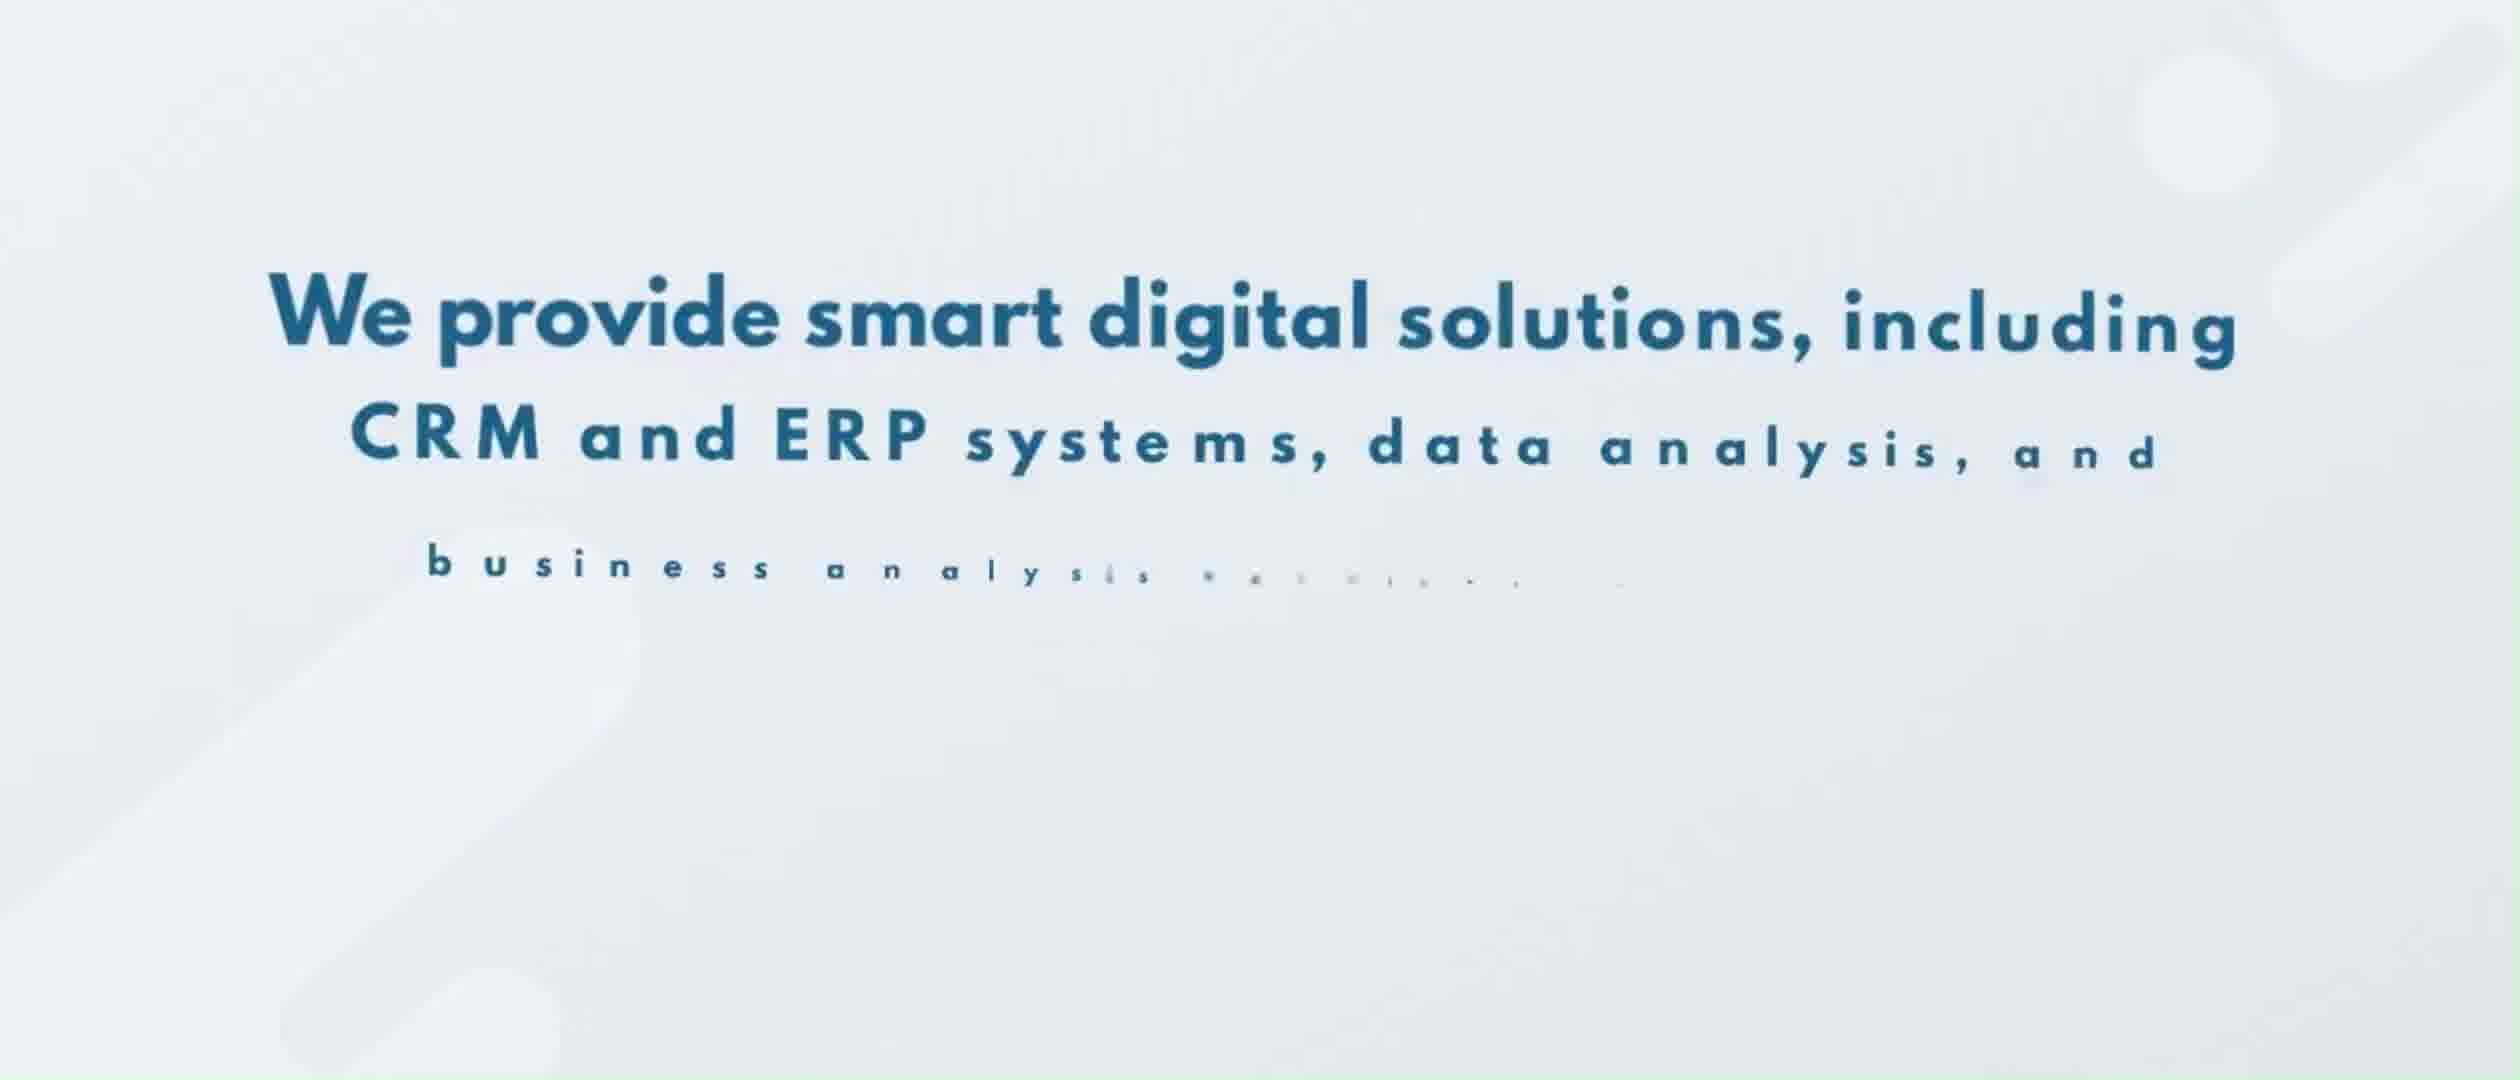 We provide smart digital solutions, including
CRM and ERP systems, data analysis, and
business analysis